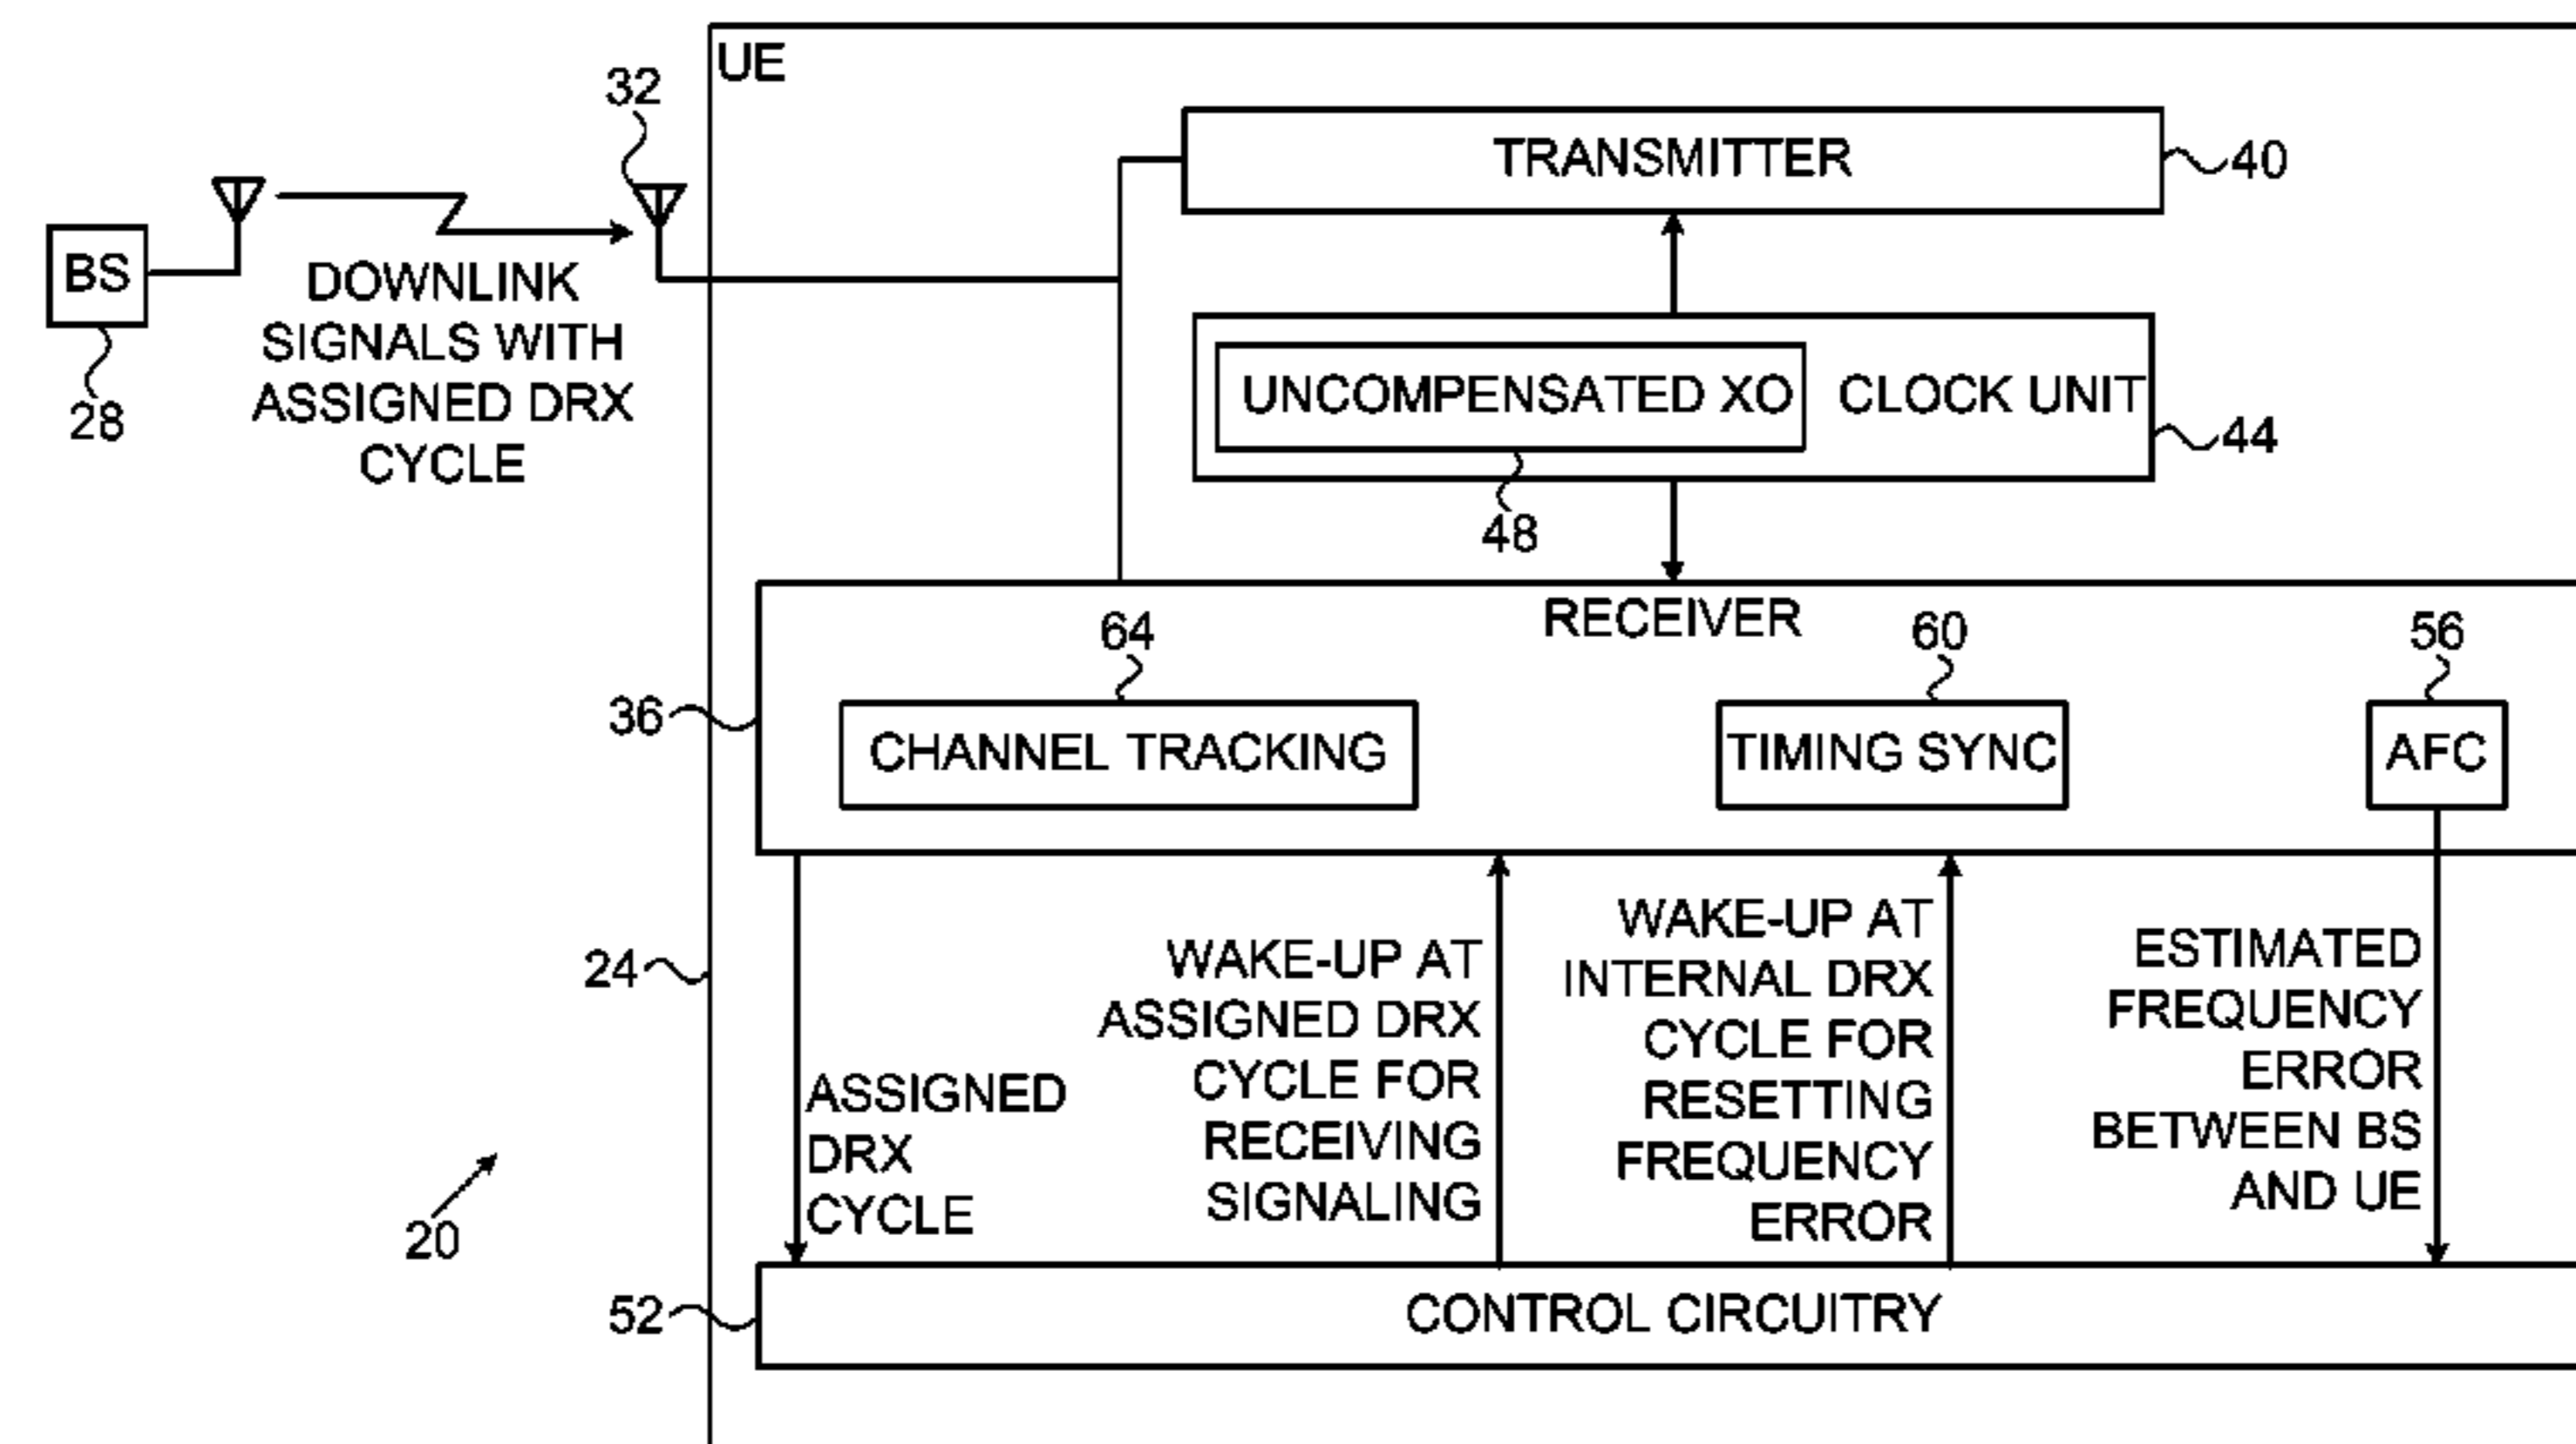 UE
32
TRANSMITTER
40
BS
28
DOWNLINK
SIGNALS WITH
ASSIGNED DRX
CYCLE
UNCOMPENSATED XO
CLOCK UNIT
44
48
RECEIVER
64
60
56
36
CHANNEL TRACKING
TIMING SYNC
AFC
24
ASSIGNED
DRX
CYCLE
WAKE-UP AT
ASSIGNED DRX
CYCLE FOR
RECEIVING
SIGNALING
WAKE-UP AT
INTERNAL DRX
CYCLE FOR
RESETTING
FREQUENCY
ERROR
ESTIMATED
FREQUENCY
ERROR
BETWEEN BS
AND UE
20
52
CONTROL CIRCUITRY